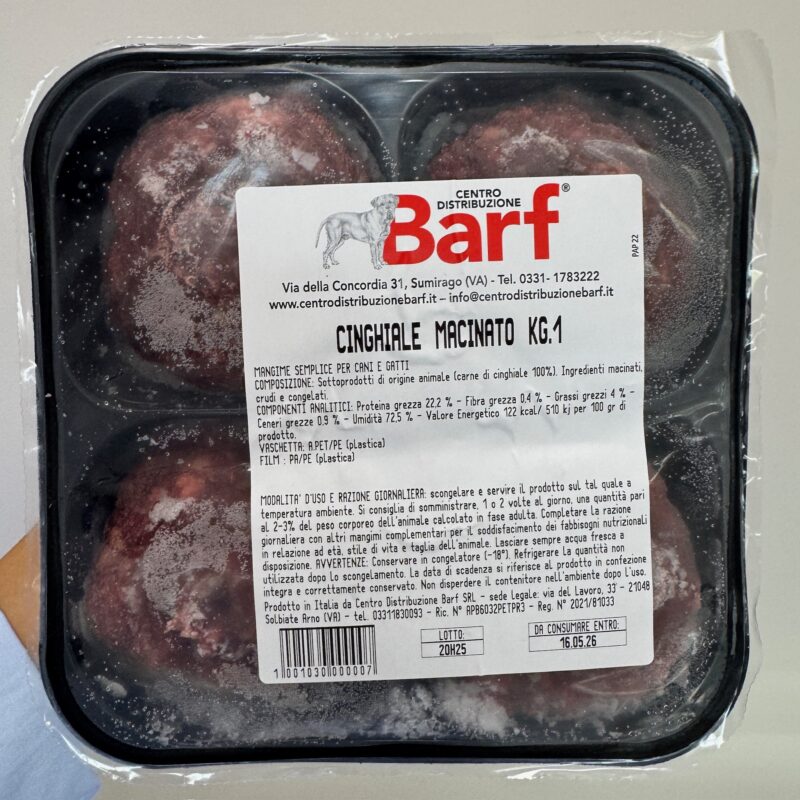 CENTRO
DISTRIBUZIONE
Barf®
PAP 22
Via della Concordia 31, Sumirago (VA) - Tel. 0331- 1783222
www.centrodistribuzionebarf.it – info@centrodistribuzionebarf.it
CINGHIALE MACINATO KG.1
MANGIME SEMPLICE PER CANI E GATTI
COMPOSIZIONE: Sottoprodotti di origine animale (carne di cinghiale 100%). Ingredienti macinati,
crudi e congelati.
COMPONENTI ANALITICI: Proteina grezza 22,2 % - Fibra grezza 0,4 % - Grassi grezzi 4 % -
Ceneri grezze 0,9 % - Umidità 72,5 % - Valore Energetico 122 kcal/ 510 kj per 100 gr di
prodotto.
VASCHETTA: A.PET/PE (plastica)
FILM : PA/PE (plastica)
MODALITA' D'USO E RAZIONE GIORNALIERA: scongelare e servire il prodotto sul tal quale a
temperatura ambiente. Si consiglia di somministrare, 1 o 2 volte al giorno, una quantità pari
al 2-3% del peso corporeo dell'animale calcolato in fase adulta. Completare la razione
giornaliera con altri mangimi complementari per il soddisfacimento dei fabbisogni nutrizionali
in relazione ad età, stile di vita e taglia dell'animale. Lasciare sempre acqua fresca a
disposizione. AVVERTENZE: Conservare in congelatore (-18°). Refrigerare la quantità non
utilizzata dopo lo scongelamento. La data di scadenza si riferisce al prodotto in confezione
integra e correttamente conservato. Non disperdere il contenitore nell'ambiente dopo l'uso.
Prodotto in Italia da Centro Distribuzione Barf SRL - sede legale: via del Lavoro, 33 - 21048
Solbiate Arno (VA) - tel. 03311830093 - Ric. N° APB6032PETPR3 - Reg. N° 2021/81033
1 001030 000007
LOTTO:
20H25
DA CONSUMARE ENTRO:
16.05.26